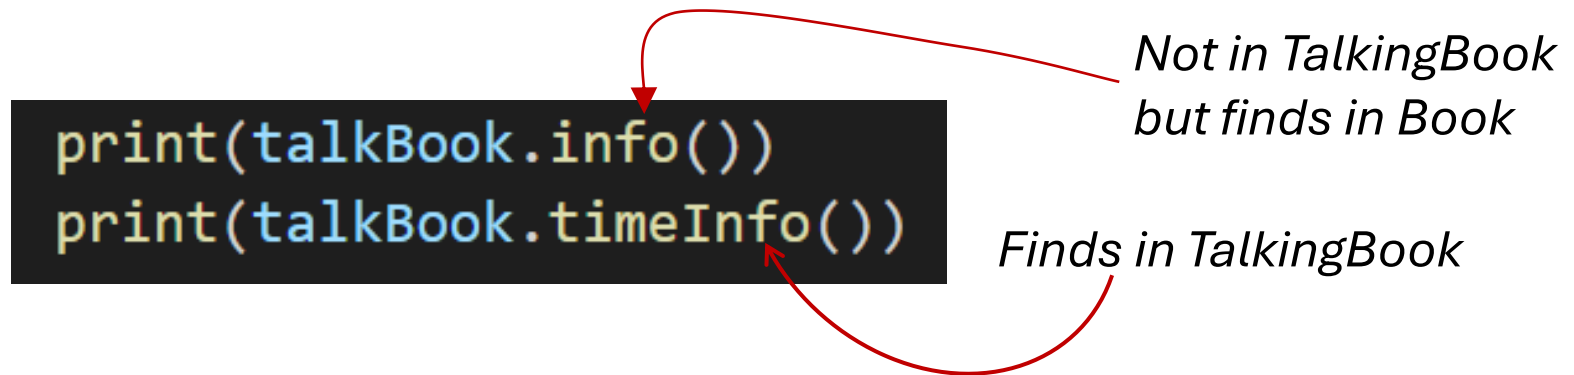 Not in TalkingBook
but finds in Book
print(talkBook.info())
print(talkBook.timeInfo())
Finds in TalkingBook